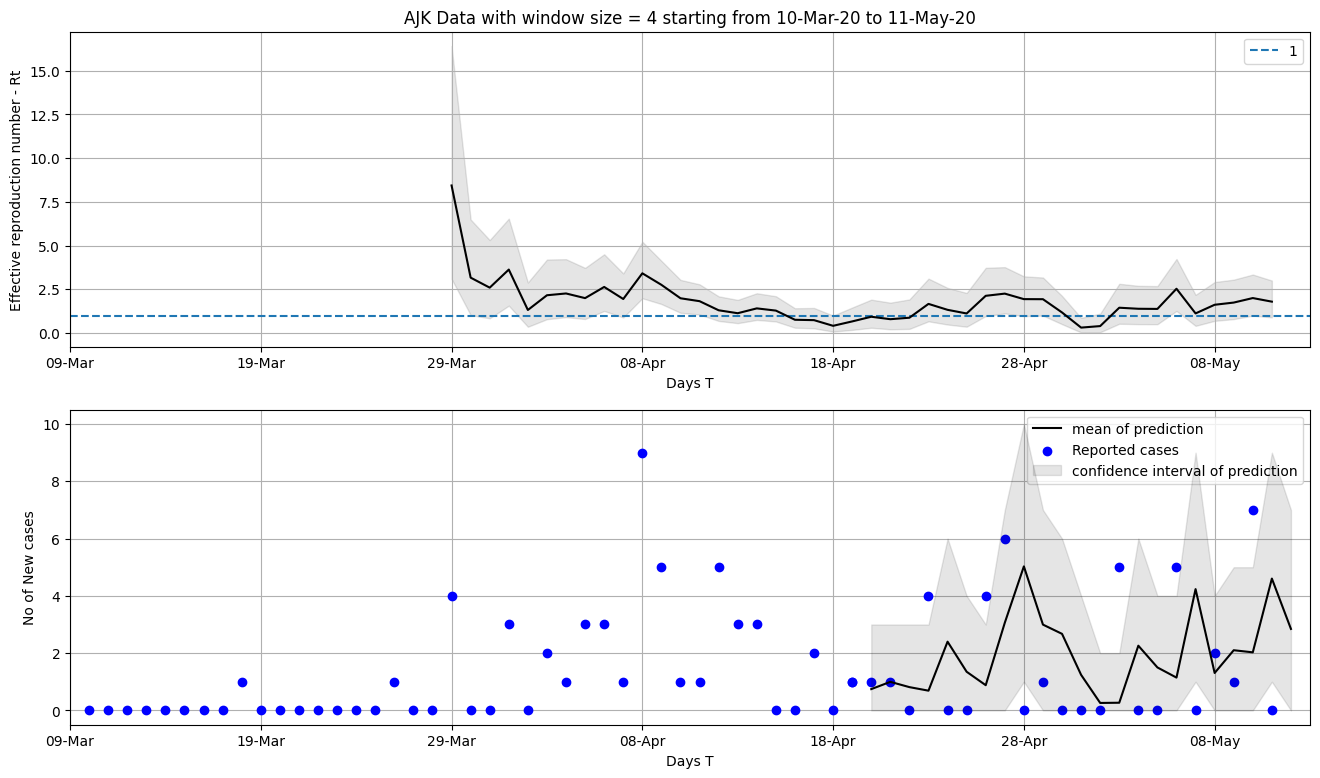 AJK Data with window size = 4 starting from 10-Mar-20 to 11-May-20
Effective reproduction number - Rt
15.0
12.5
10.0
7.5
5.0
2.5
0.0
1
09-Mar 19-Mar 29-Mar 08-Apr 18-Apr 28-Apr 08-May
Days T
No of New cases
10
8
6
4
2
0
mean of prediction
Reported cases
confidence interval of prediction
09-Mar 19-Mar 29-Mar 08-Apr 18-Apr 28-Apr 08-May
Days T